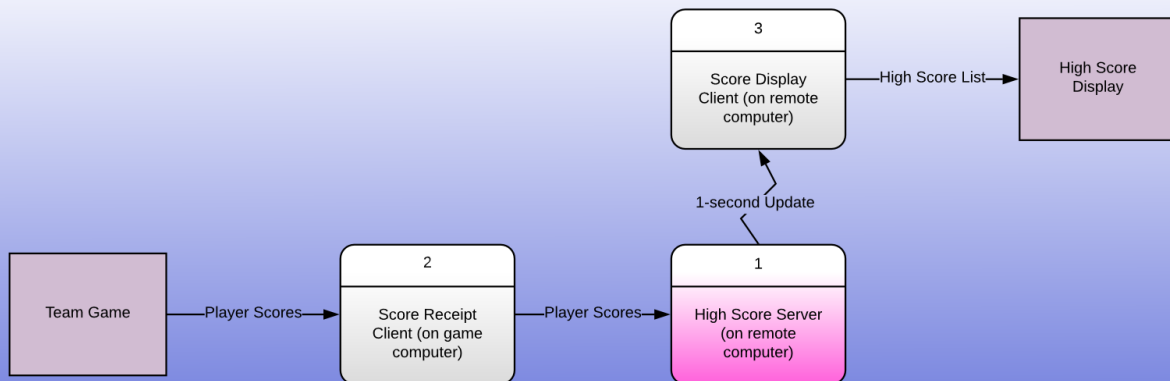 3
Score Display
Client (on remote
computer)
High Score List
High Score
Display
1-second Update
Team Game
Player Scores
2
Score Receipt
Client (on game
computer)
Player Scores
1
High Score Server
(on remote
computer)